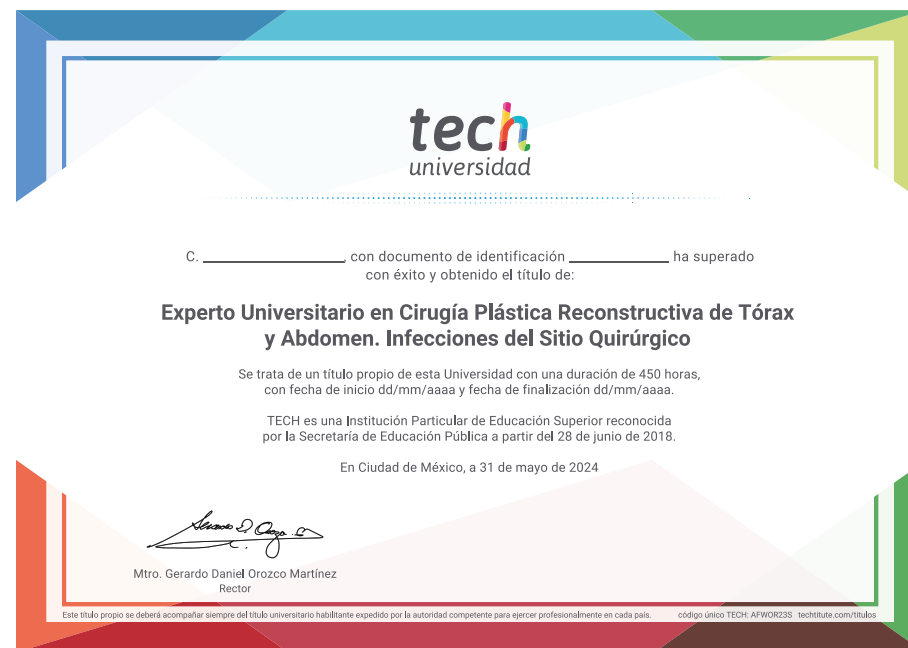 tech
universidad
C. ____________, con documento de identificación ____________ ha superado
con éxito y obtenido el título de:
Experto Universitario en Cirugía Plástica Reconstructiva de Tórax
y Abdomen. Infecciones del Sitio Quirúrgico
Se trata de un título propio de esta Universidad con una duración de 450 horas,
con fecha de inicio dd/mm/aaaa y fecha de finalización dd/mm/aaaa.
TECH es una Institución Particular de Educación Superior reconocida
por la Secretaría de Educación Pública a partir del 28 de junio de 2018.
En Ciudad de México, a 31 de mayo de 2024
Mtro. Gerardo Daniel Orozco Martínez
Rector
Este título propio se deberá acompañar siempre del título universitario habilitante expedido por la autoridad competente para ejercer profesionalmente en cada país. código único TECH: AFWOR23S techtitute.com/titulos